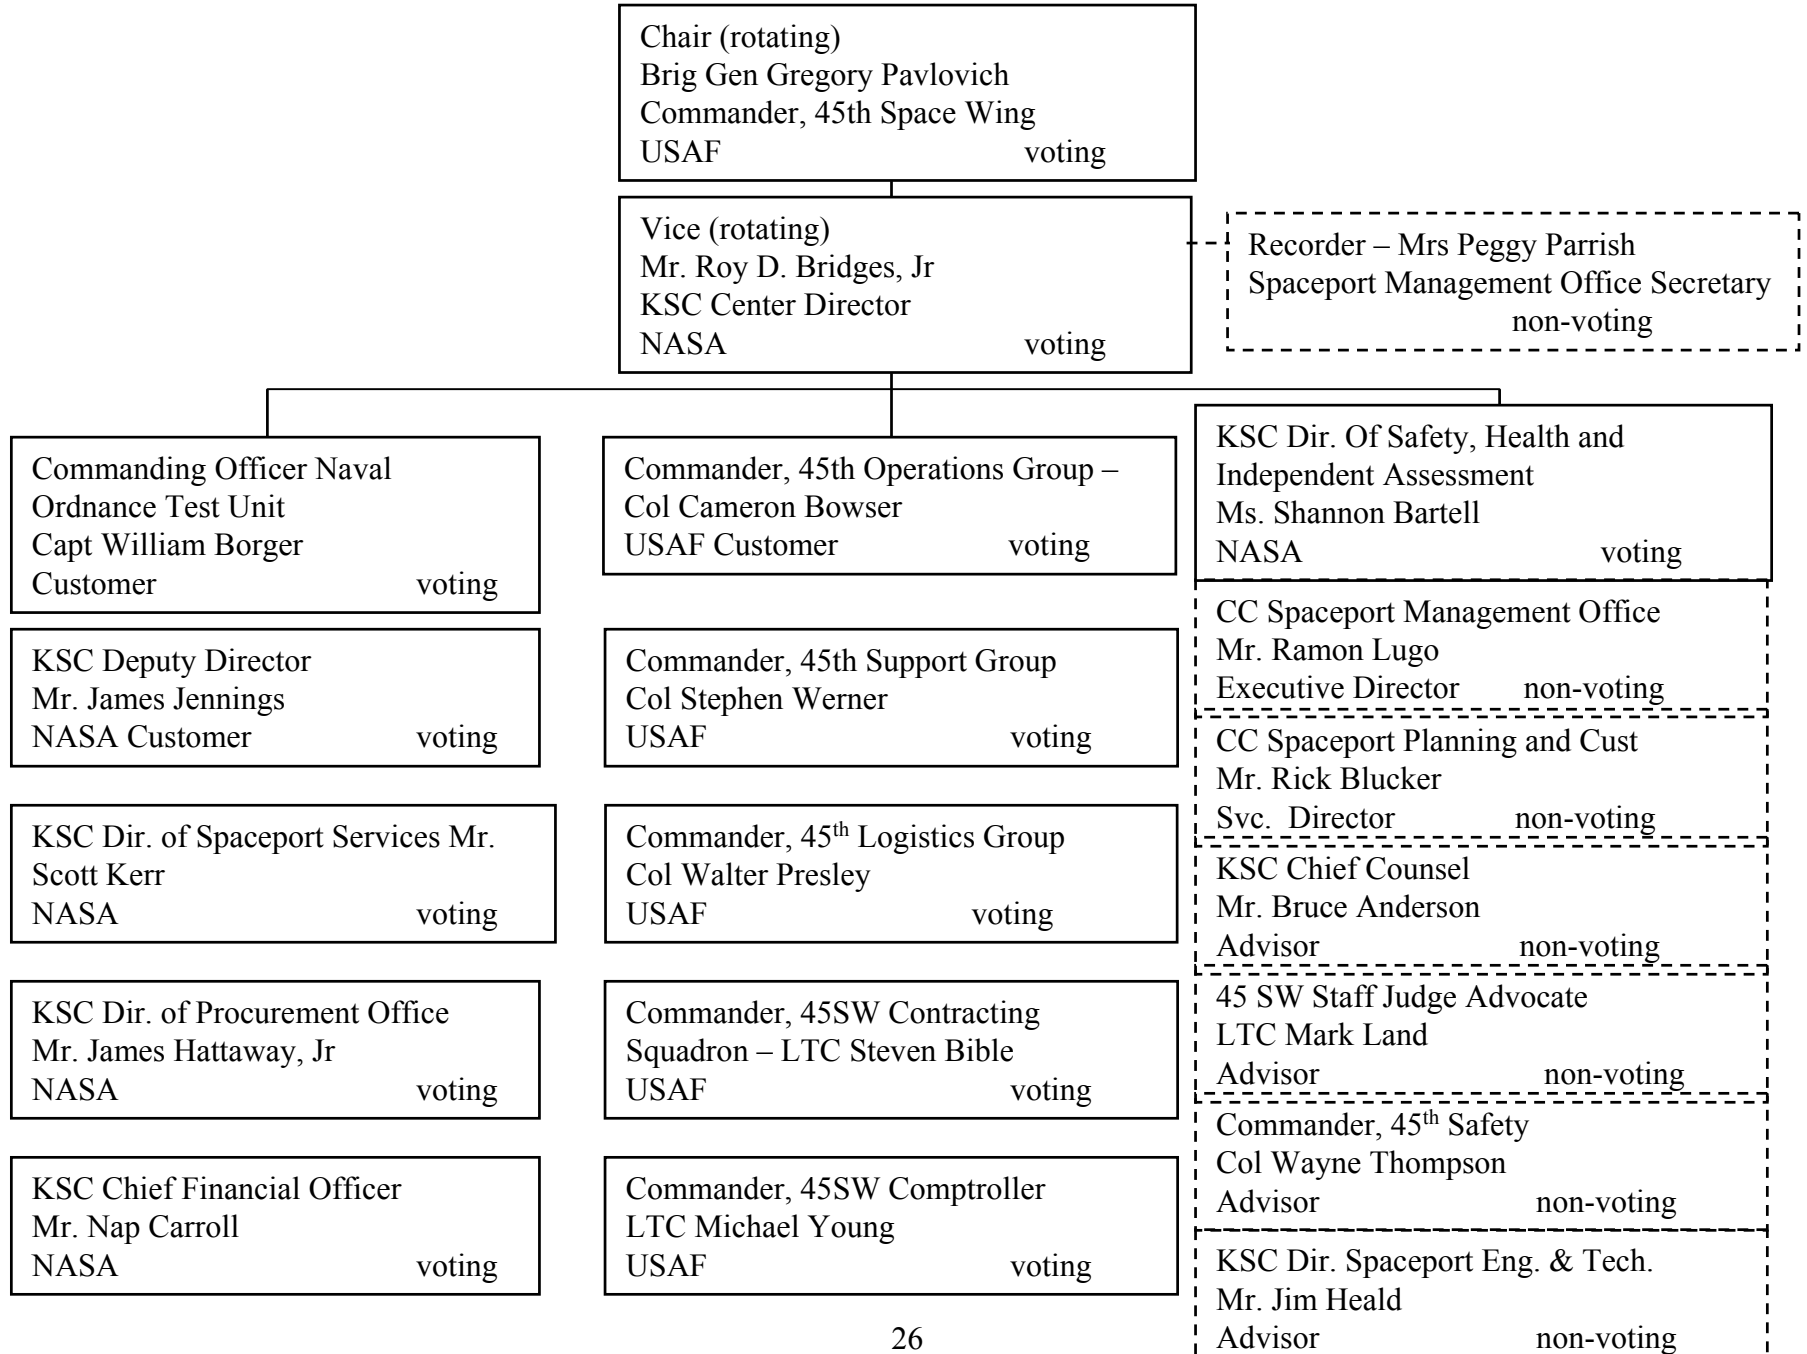 Chair (rotating)
Brig Gen Gregory Pavlovich
Commander, 45th Space Wing
USAF voting
Vice (rotating)
Mr. Roy D. Bridges, Jr
KSC Center Director
NASA voting
Recorder – Mrs Peggy Parrish
Spaceport Management Office Secretary
non-voting
Commanding Officer Naval
Ordnance Test Unit
Capt William Borger
Customer voting
KSC Deputy Director
Mr. James Jennings
NASA Customer voting
KSC Dir. of Spaceport Services Mr.
Scott Kerr
NASA voting
KSC Dir. of Procurement Office
Mr. James Hattaway, Jr
NASA voting
KSC Chief Financial Officer
Mr. Nap Carroll
NASA voting
Commander, 45th Operations Group –
Col Cameron Bowser
USAF Customer voting
Commander, 45th Support Group
Col Stephen Werner
USAF voting
Commander, 45th Logistics Group
Col Walter Presley
USAF voting
Commander, 45SW Contracting
Squadron – LTC Steven Bible
USAF voting
Commander, 45SW Comptroller
LTC Michael Young
USAF voting
KSC Dir. Of Safety, Health and
Independent Assessment
Ms. Shannon Bartell
NASA voting
CC Spaceport Management Office
Mr. Ramon Lugo
Executive Director non-voting
CC Spaceport Planning and Cust
Mr. Rick Blucker
Svc. Director non-voting
KSC Chief Counsel
Mr. Bruce Anderson
Advisor non-voting
45 SW Staff Judge Advocate
LTC Mark Land
Advisor non-voting
Commander, 45th Safety
Col Wayne Thompson
Advisor non-voting
KSC Dir. Spaceport Eng. & Tech.
Mr. Jim Heald
Advisor non-voting
26